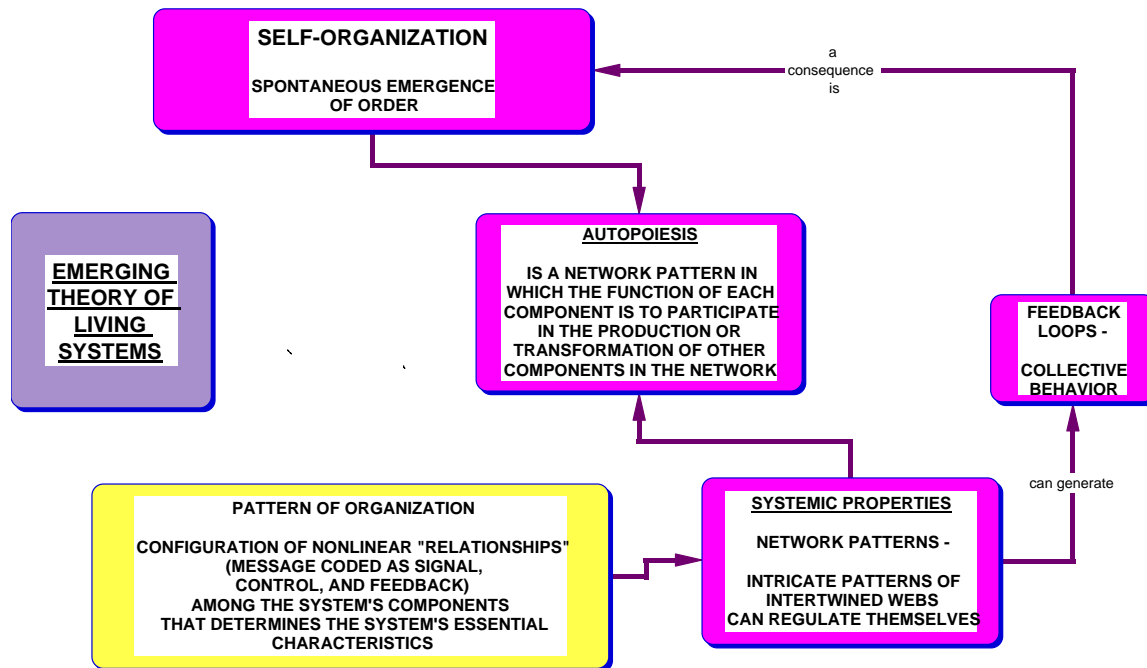 SELF-ORGANIZATION
SPONTANEOUS EMERGENCE
OF ORDER
a
consequence
is
EMERGING
THEORY OF
LIVING
SYSTEMS
AUTOPOIESIS
IS A NETWORK PATTERN IN
WHICH THE FUNCTION OF EACH
COMPONENT IS TO PARTICIPATE
IN THE PRODUCTION OR
TRANSFORMATION OF OTHER
COMPONENTS IN THE NETWORK
FEEDBACK
LOOPS -
COLLECTIVE
BEHAVIOR
can generate
PATTERN OF ORGANIZATION
CONFIGURATION OF NONLINEAR "RELATIONSHIPS"
(MESSAGE CODED AS SIGNAL,
CONTROL, AND FEEDBACK)
AMONG THE SYSTEM'S COMPONENTS
THAT DETERMINES THE SYSTEM'S ESSENTIAL
CHARACTERISTICS
SYSTEMIC PROPERTIES
NETWORK PATTERNS -
INTRICATE PATTERNS OF
INTERTWINED WEBS
CAN REGULATE THEMSELVES